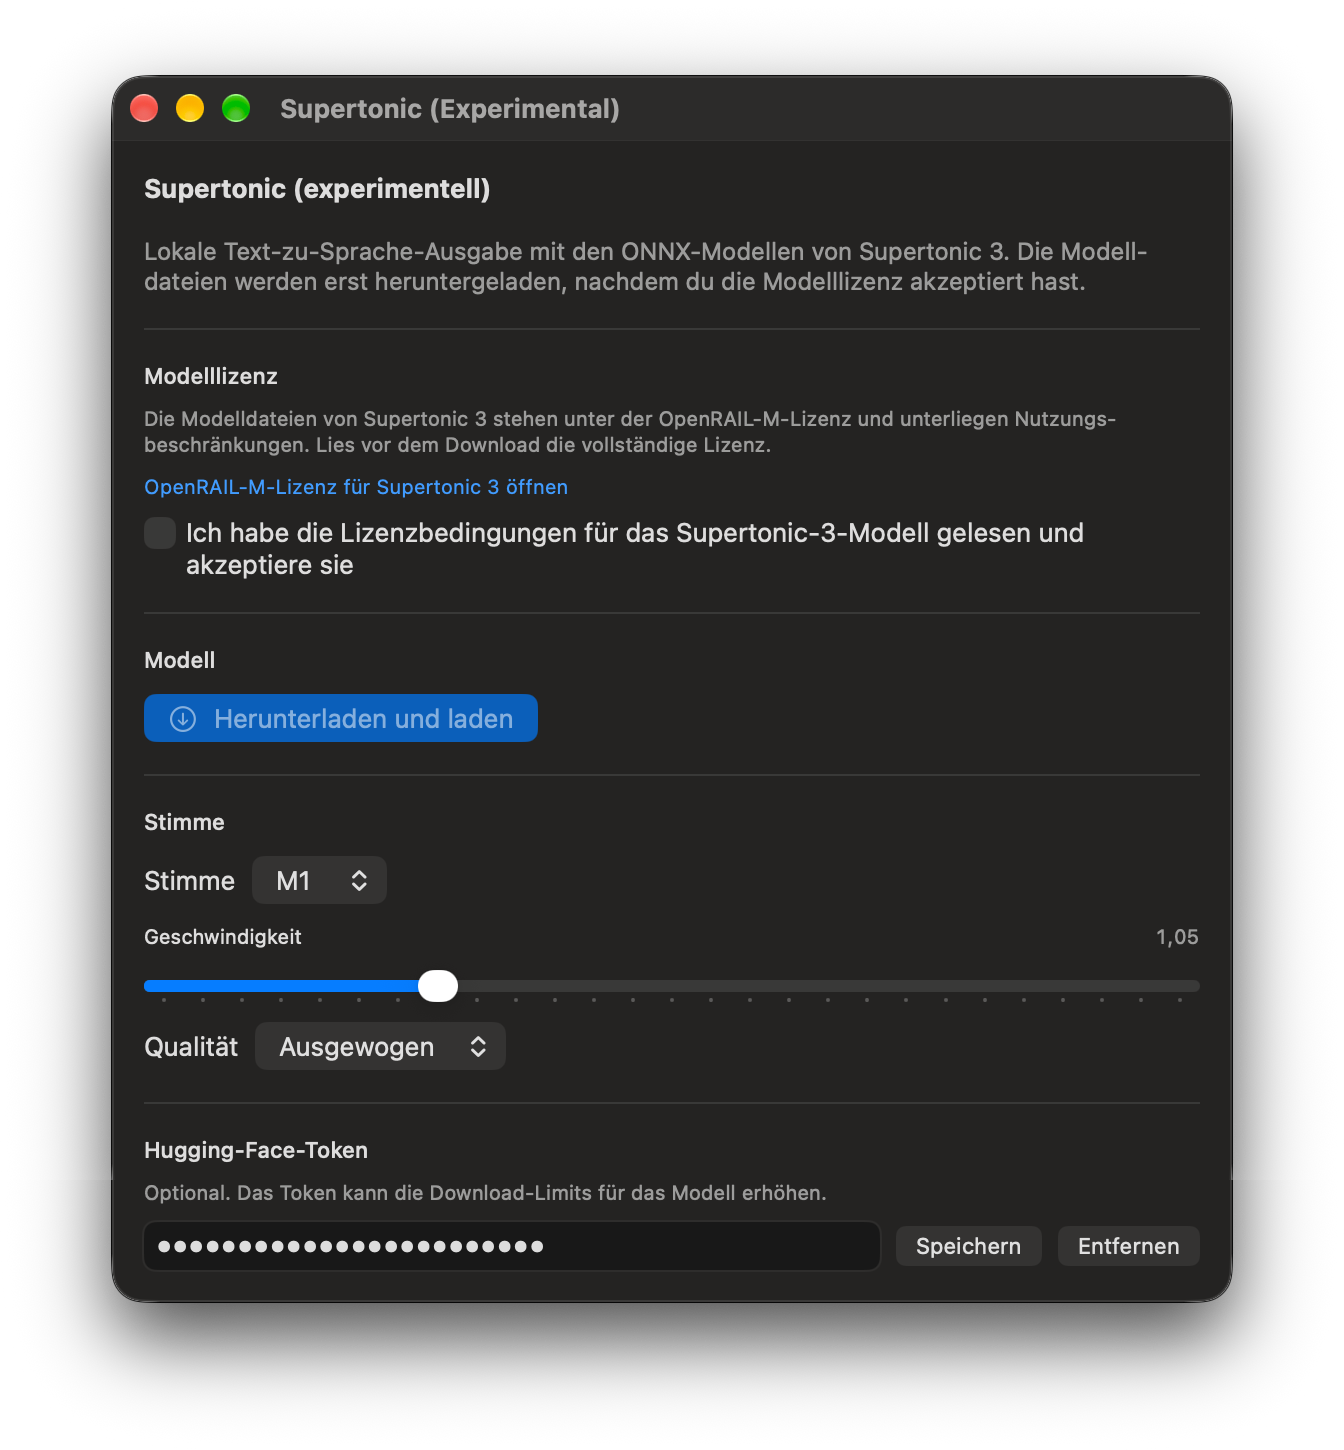 Supertonic (Experimental)
Supertonic (experimentell)
Lokale Text-zu-Sprache-Ausgabe mit den ONNX-Modellen von Supertonic 3. Die Modell-
dateien werden erst heruntergeladen, nachdem du die Modelllizenz akzeptiert hast.
Modelllizenz
Die Modelldateien von Supertonic 3 stehen unter der OpenRAIL-M-Lizenz und unterliegen Nutzungs-
beschränkungen. Lies vor dem Download die vollständige Lizenz.
OpenRAIL-M-Lizenz für Supertonic 3 öffnen
Ich habe die Lizenzbedingungen für das Supertonic-3-Modell gelesen und
akzeptiere sie
Modell
Herunterladen und laden
Stimme
Stimme M1
Geschwindigkeit 1,05
Qualität Ausgewogen
Hugging-Face-Token
Optional. Das Token kann die Download-Limits für das Modell erhöhen.
●●●●●●●●●●●●●●●●●●●●●●●● Speichern Entfernen